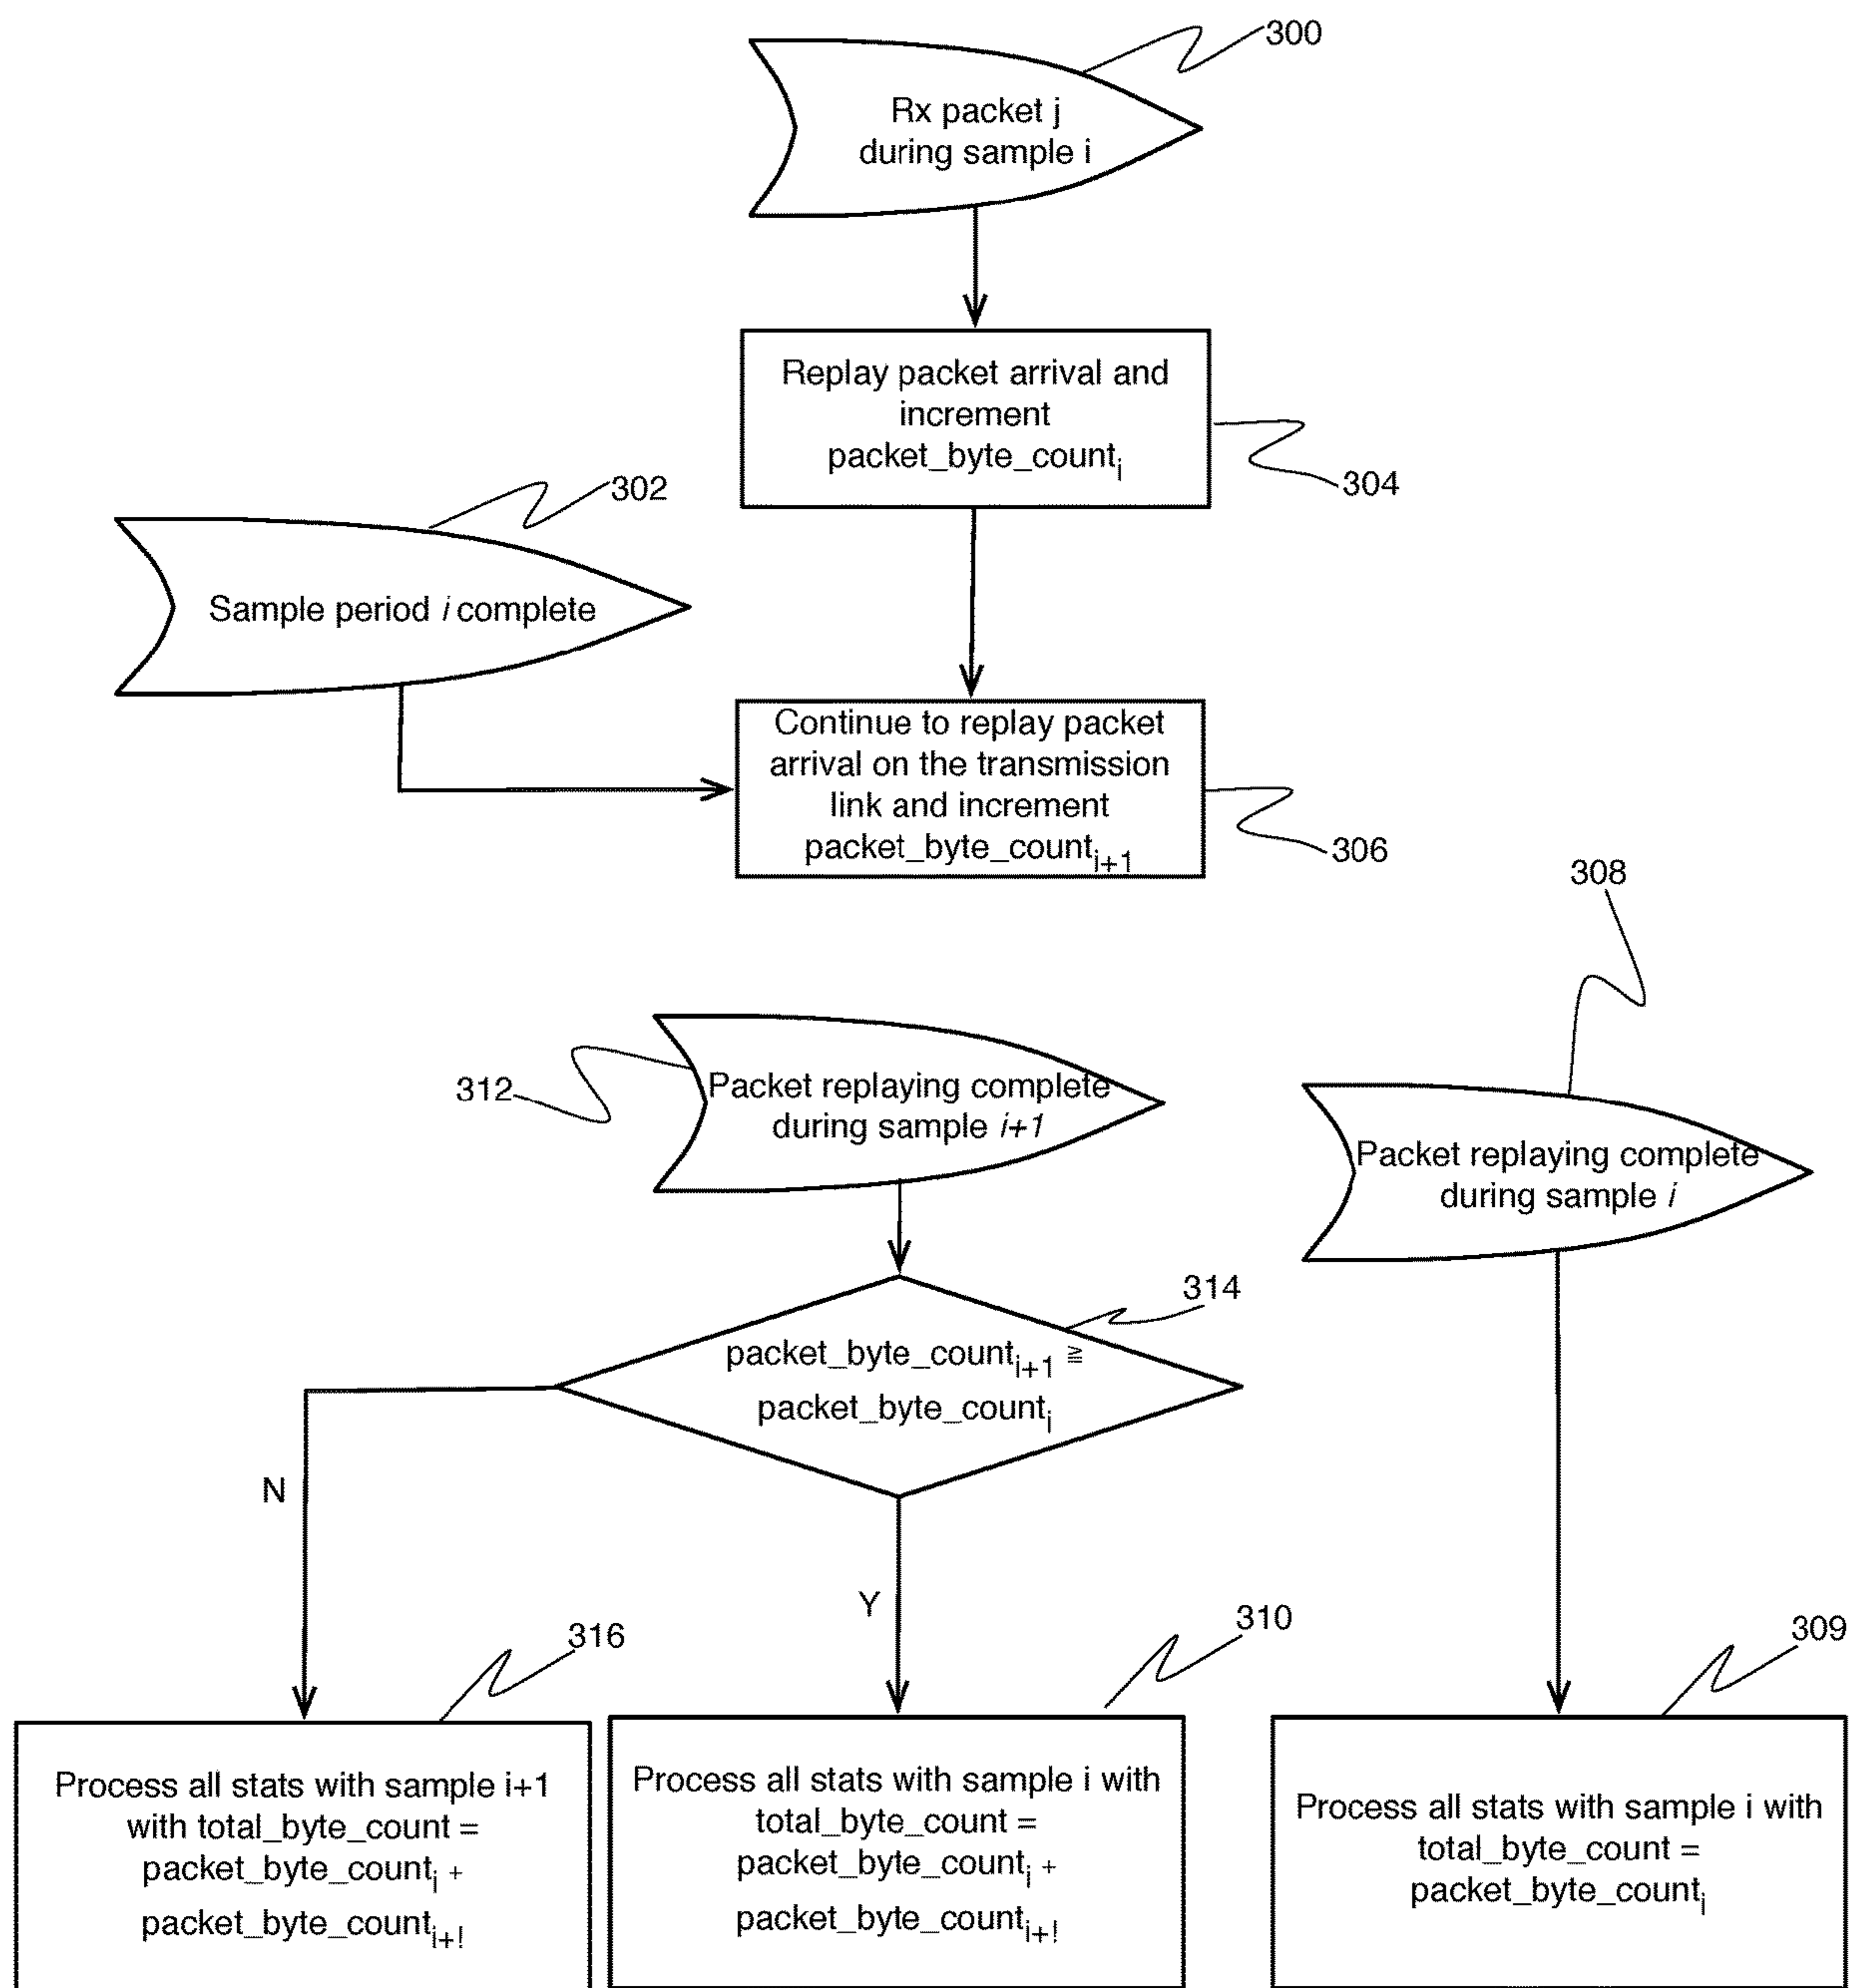 300
Rx packet j
during sample i
Replay packet arrival and
increment
packet_byte_countᵢ
304
302
Sample period i complete
Continue to replay packet
arrival on the transmission
link and increment
packet_byte_countᵢ₊₁
306
308
312
Packet replaying complete
during sample i+1
Packet replaying complete
during sample i
314
packet_byte_countᵢ₊₁ ≧
packet_byte_countᵢ
N
Y
316
310
309
Process all stats with sample i+1
with total_byte_count =
packet_byte_countᵢ +
packet_byte_countᵢ₊!
Process all stats with sample i with
total_byte_count =
packet_byte_countᵢ +
packet_byte_countᵢ₊!
Process all stats with sample i with
total_byte_count =
packet_byte_countᵢ